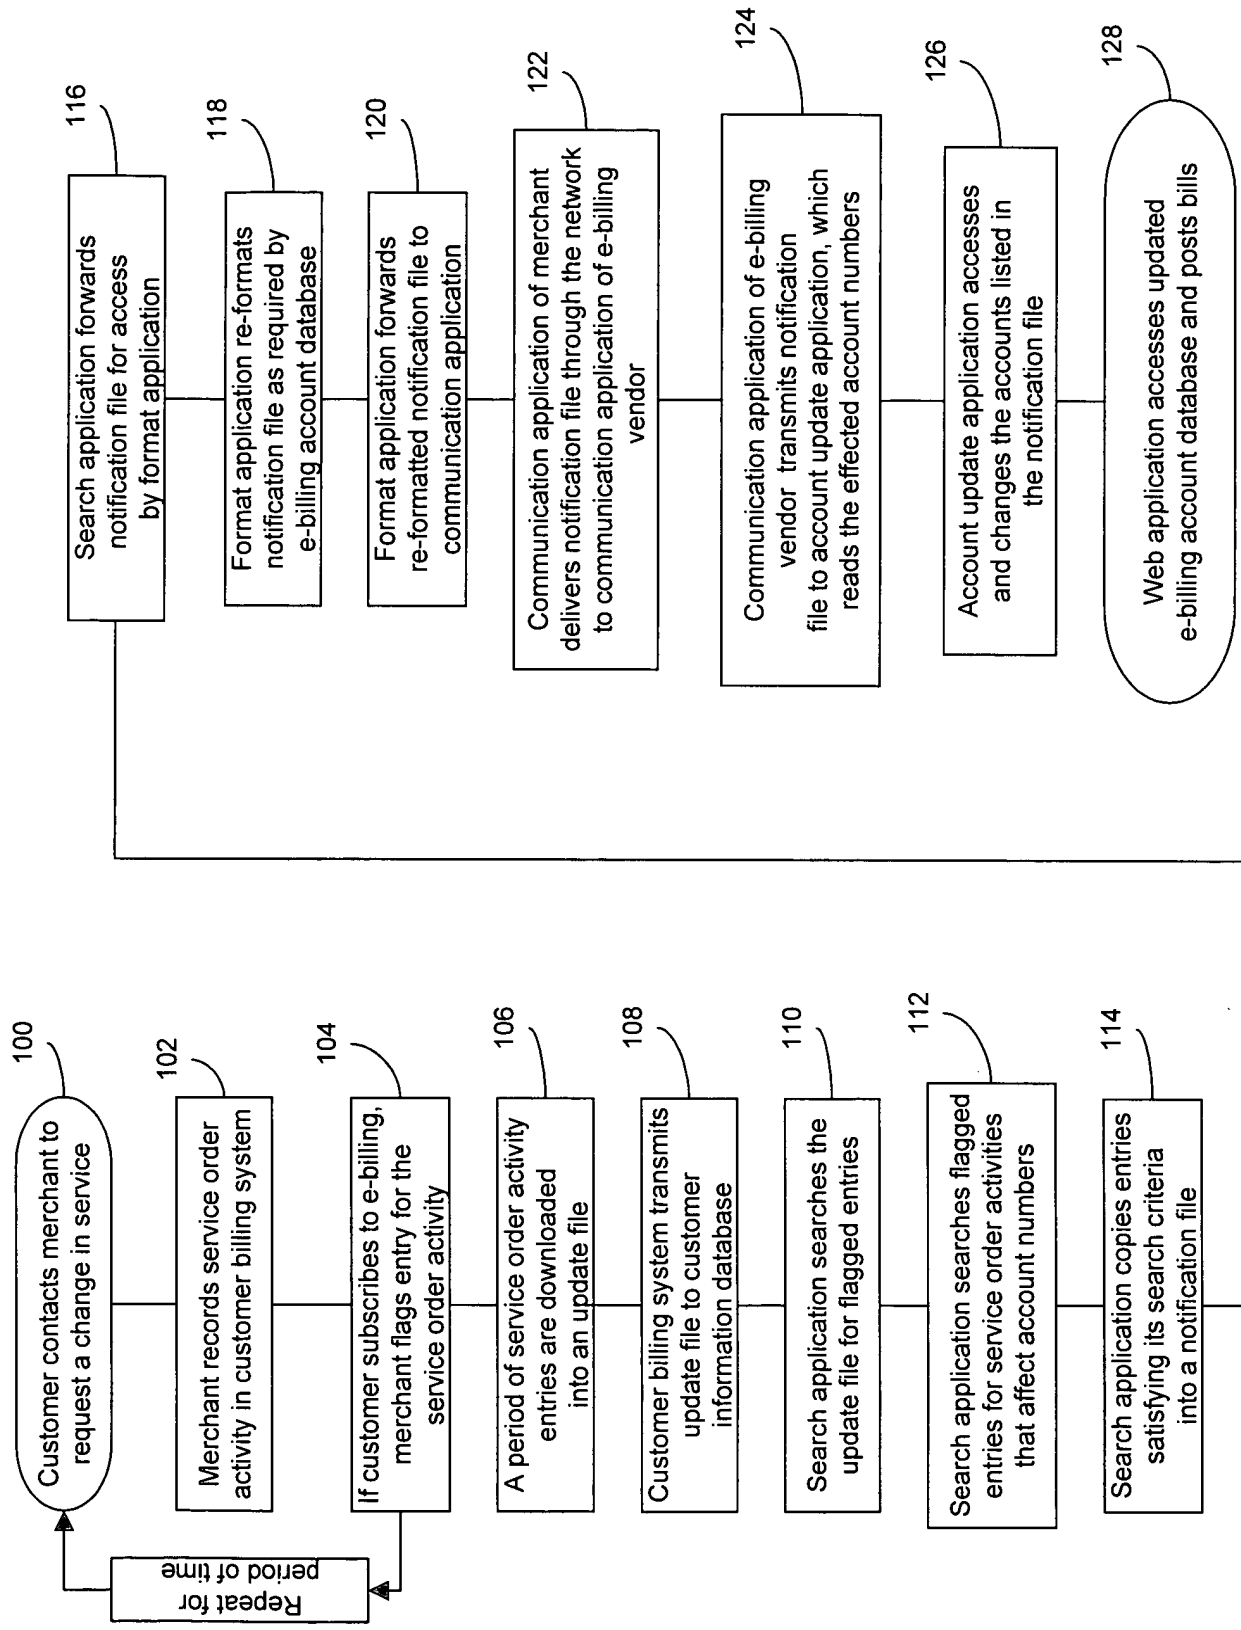 100
Customer contacts merchant to
request a change in service
102
Merchant records service order
activity in customer billing system
104
If customer subscribes to e-billing,
merchant flags entry for the
service order activity
Repeat for
period of time
106
A period of service order activity
entries are downloaded
into an update file
108
Customer billing system transmits
update file to customer
information database
110
Search application searches the
update file for flagged entries
112
Search application searches flagged
entries for service order activities
that affect account numbers
114
Search application copies entries
satisfying its search criteria
into a notification file
116
Search application forwards
notification file for access
by format application
118
Format application re-formats
notification file as required by
e-billing account database
120
Format application forwards
re-formatted notification file to
communication application
122
Communication application of merchant
delivers notification file through the network
to communication application of e-billing
vendor
124
Communication application of e-billing
vendor transmits notification
file to account update application, which
reads the effected account numbers
126
Account update application accesses
and changes the accounts listed in
the notification file
128
Web application accesses updated
e-billing account database and posts bills